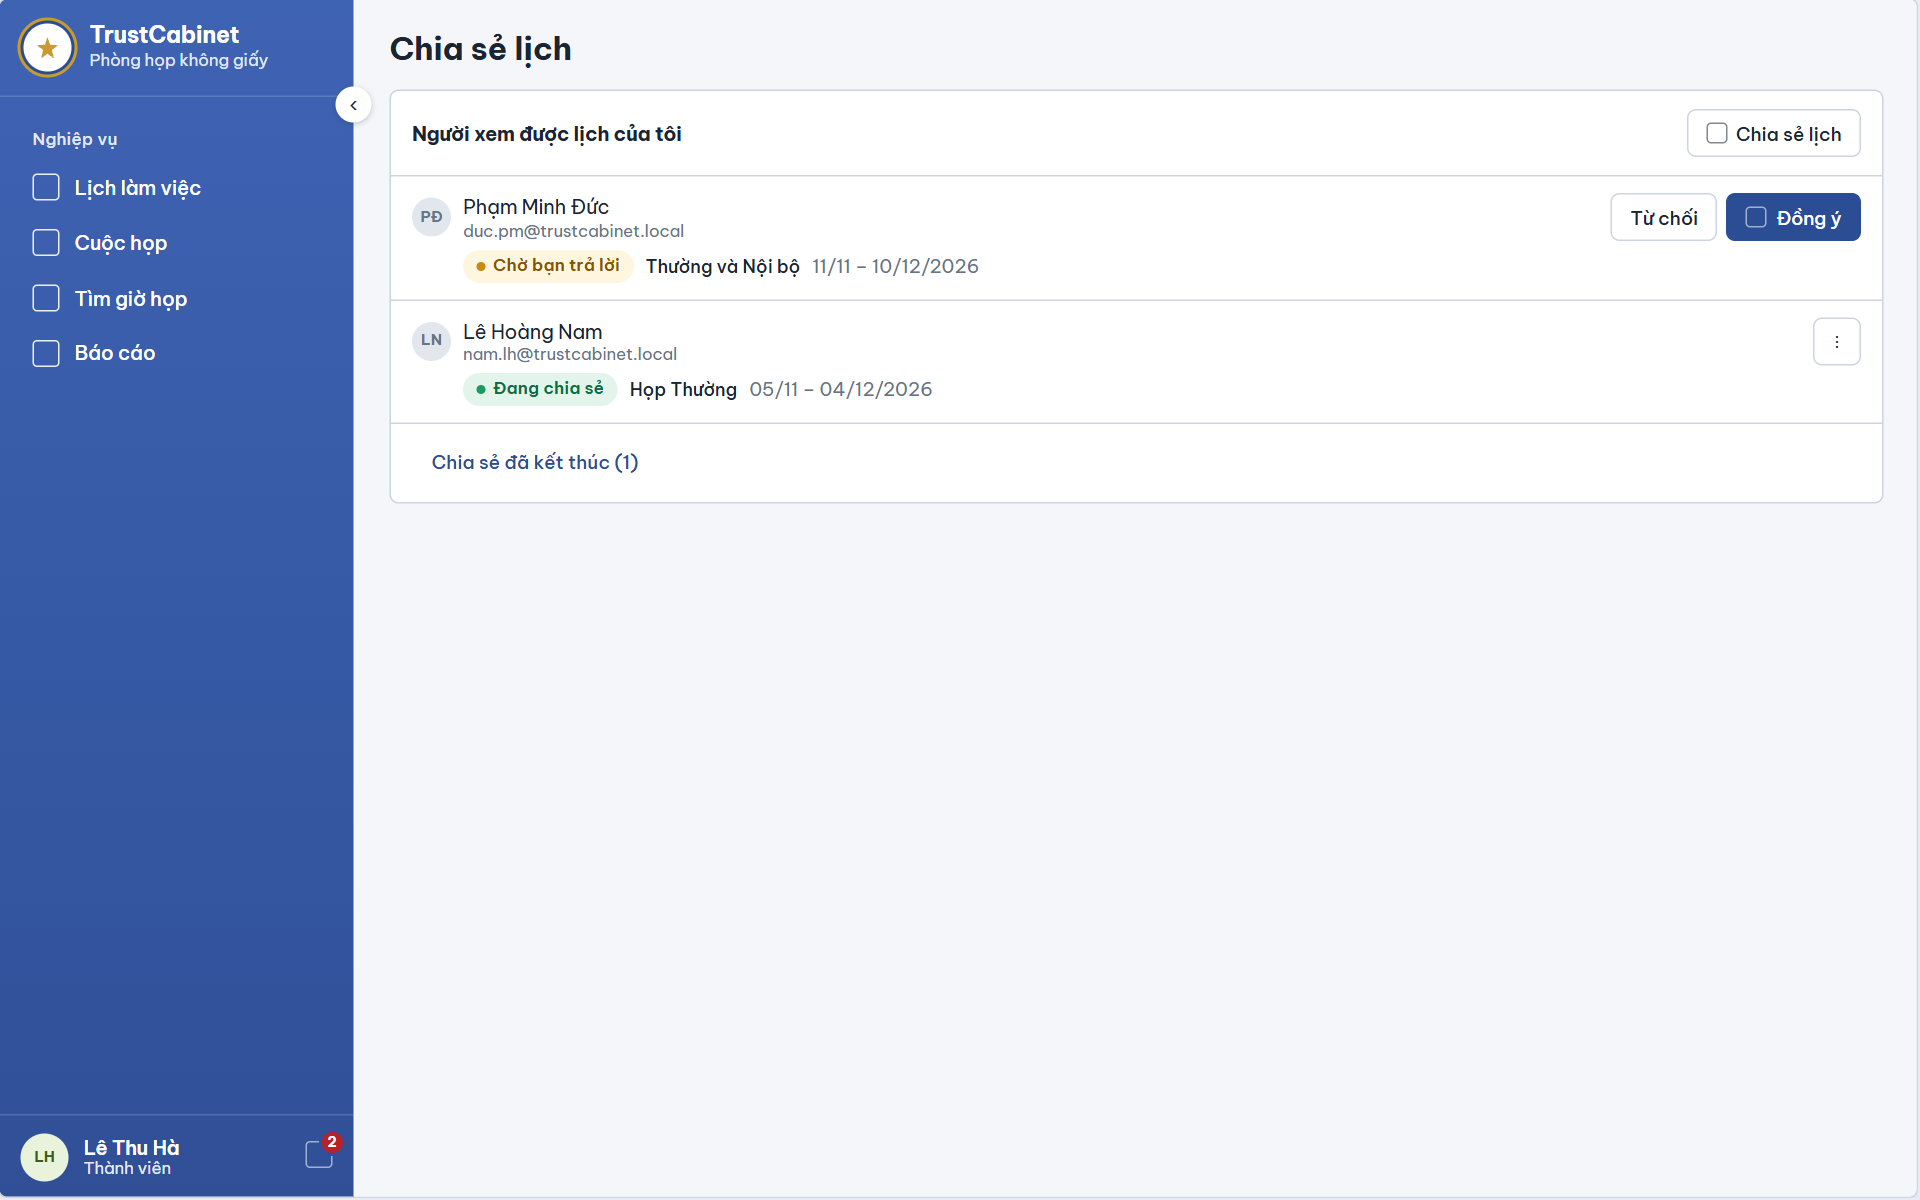 TrustCabinet
Phòng họp không giấy
Nghiệp vụ
Lịch làm việc
Cuộc họp
Tìm giờ họp
Báo cáo
LH
Lê Thu Hà
Thành viên
2
Chia sẻ lịch
Người xem được lịch của tôi
Chia sẻ lịch
PĐ
Phạm Minh Đức
duc.pm@trustcabinet.local
Chờ bạn trả lời Thường và Nội bộ 11/11 – 10/12/2026
Từ chối
Đồng ý
LN
Lê Hoàng Nam
nam.lh@trustcabinet.local
Đang chia sẻ Họp Thường 05/11 – 04/12/2026
Chia sẻ đã kết thúc (1)